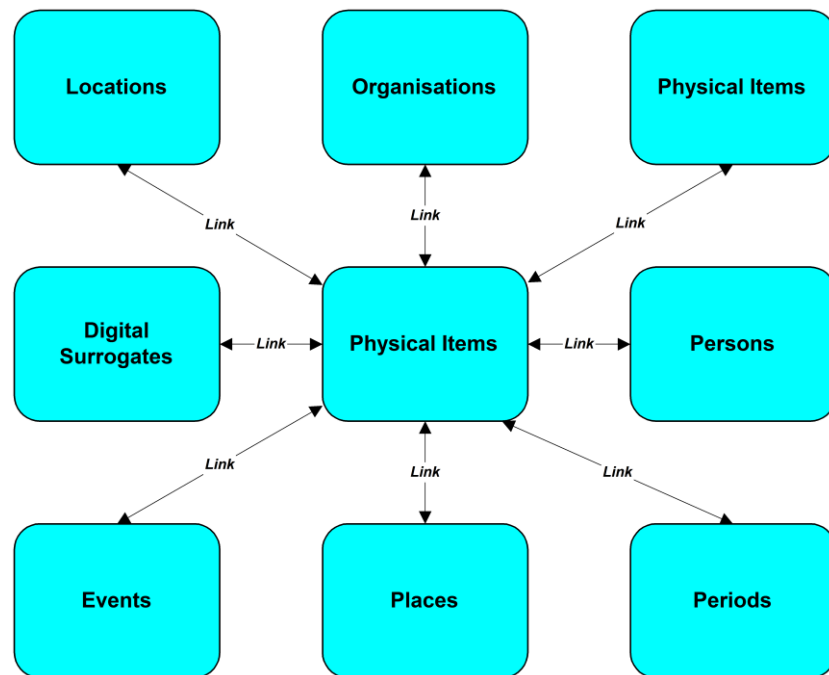 Locations
Organisations
Physical Items
Link
Link
Link
Digital
Surrogates
Link
Physical Items
Link
Persons
Link
Link
Link
Events
Places
Periods